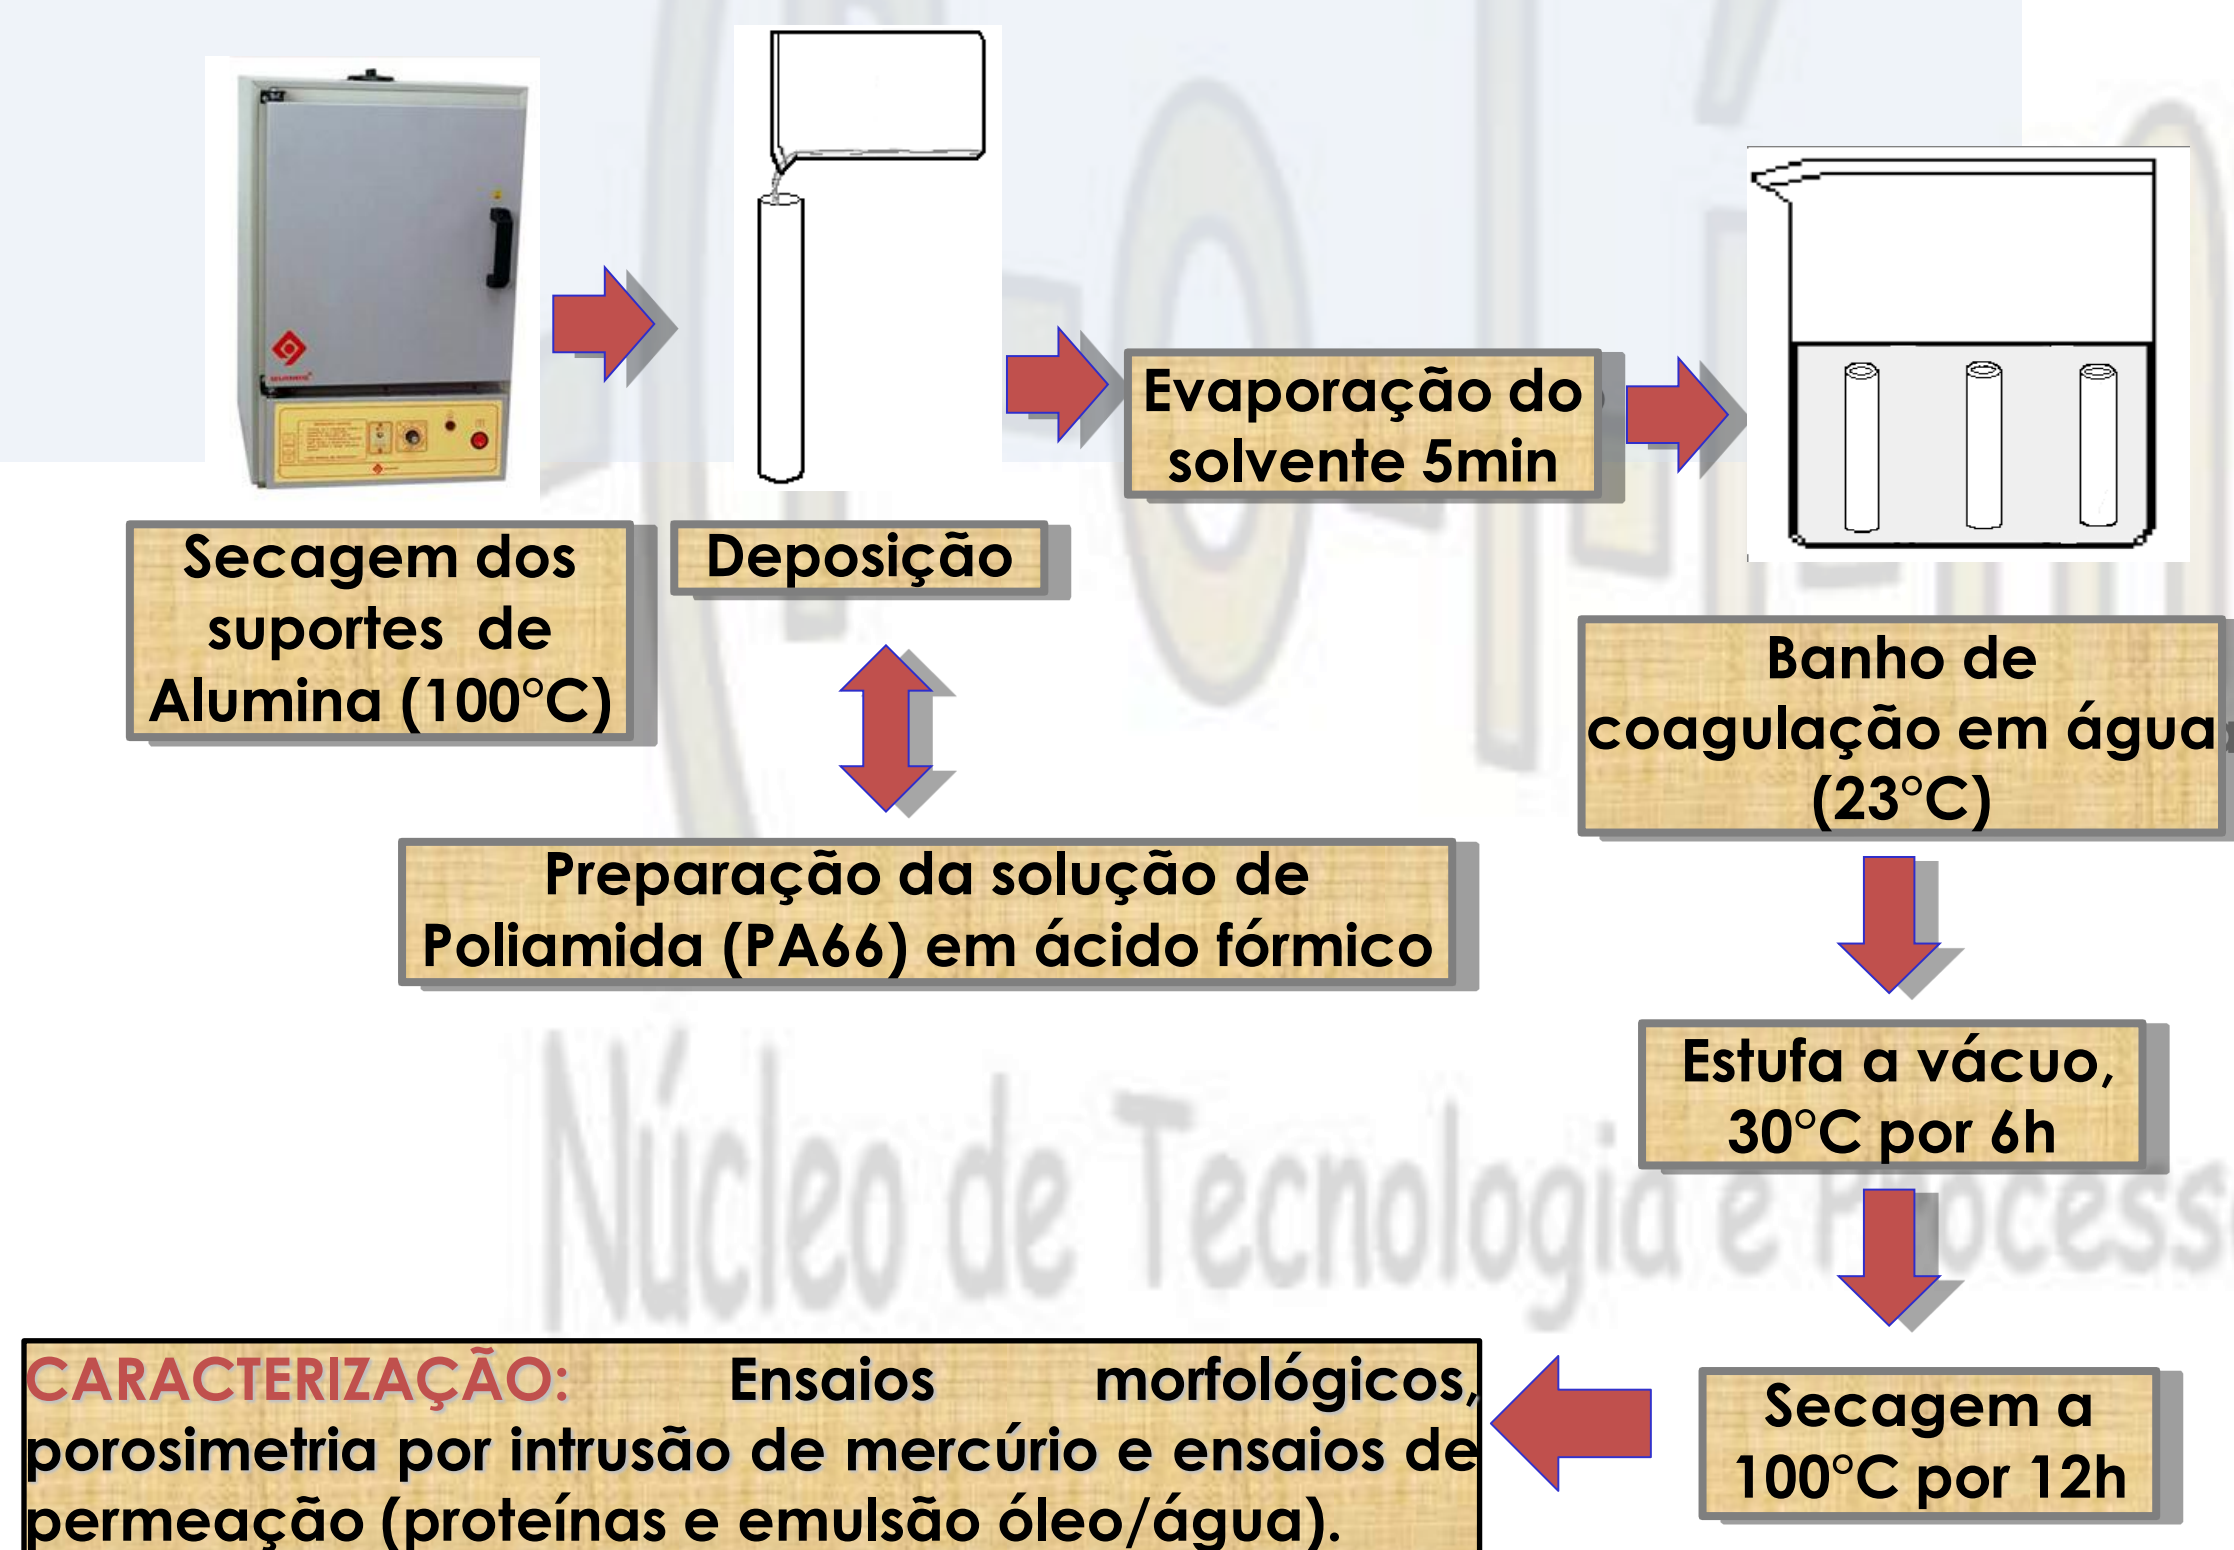 Secagem dos
suportes de
Alumina (100°C)
Deposição
Evaporação do
solvente 5min
Preparação da solução de
Poliamida (PA66) em ácido fórmico
Banho de
coagulação em água
(23°C)
Estufa a vácuo,
30°C por 6h
Secagem a
100°C por 12h
CARACTERIZAÇÃO: Ensaios morfológicos,
porosimetria por intrusão de mercúrio e ensaios de
permeação (proteínas e emulsão óleo/água).
Núcleo de Tecnologia e Process